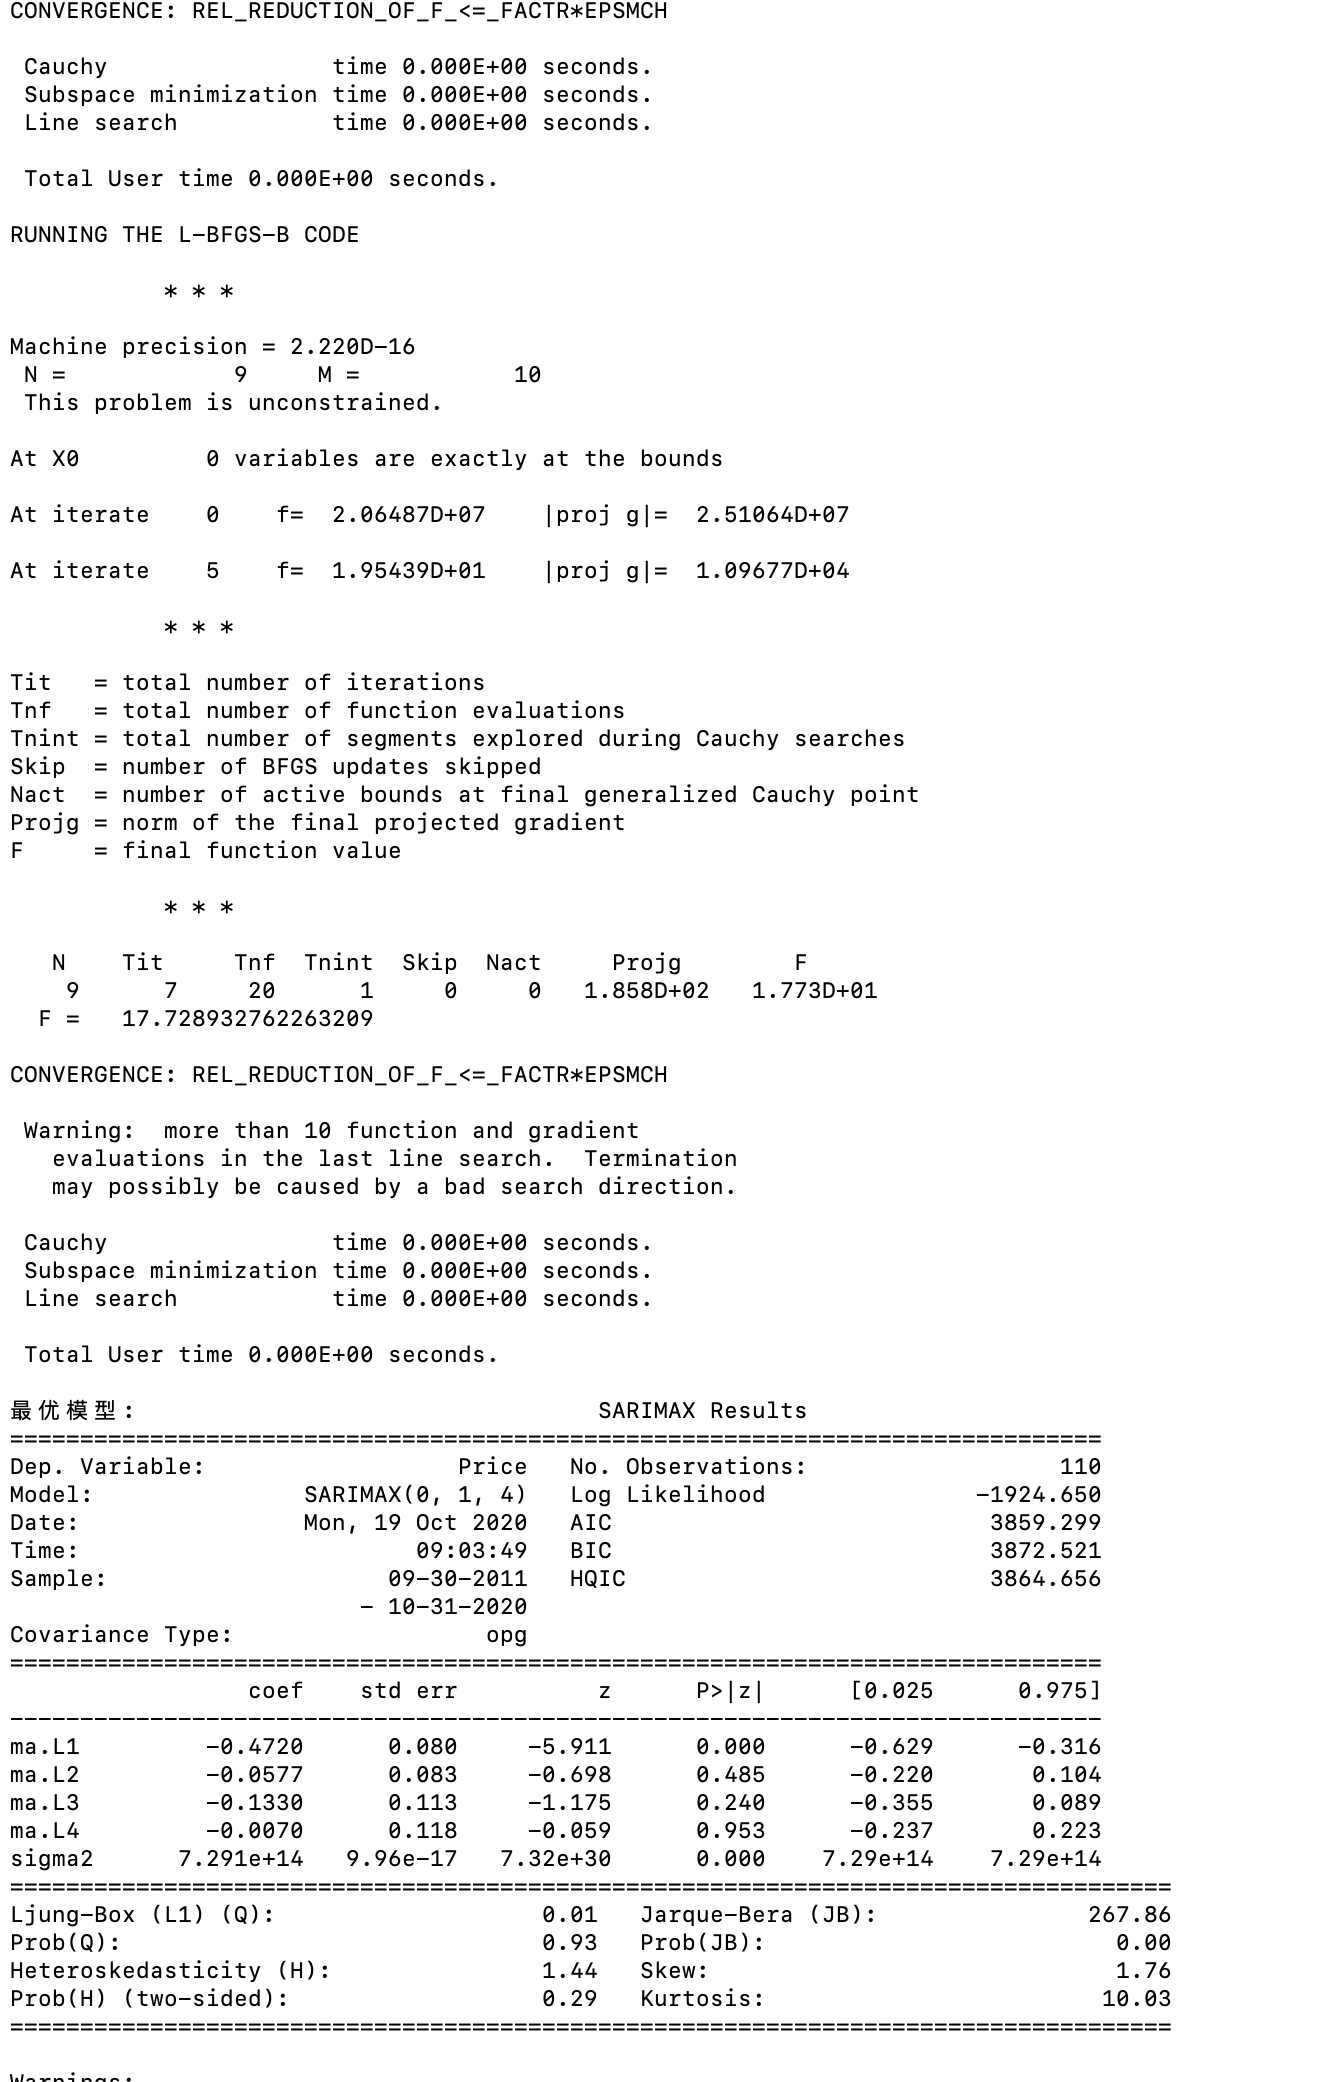 CONVERGENCE: REL_REDUCTION_OF_F_<=_FACTR*EPSMCH
Cauchy                time 0.000E+00 seconds.
Subspace minimization time 0.000E+00 seconds.
Line search           time 0.000E+00 seconds.
Total User time 0.000E+00 seconds.
RUNNING THE L-BFGS-B CODE
* * *
Machine precision = 2.220D-16
N =            9     M =           10
This problem is unconstrained.
At X0         0 variables are exactly at the bounds
At iterate    0    f=  2.06487D+07    |proj g|=  2.51064D+07
At iterate    5    f=  1.95439D+01    |proj g|=  1.09677D+04
* * *
Tit   = total number of iterations
Tnf   = total number of function evaluations
Tnint = total number of segments explored during Cauchy searches
Skip  = number of BFGS updates skipped
Nact  = number of active bounds at final generalized Cauchy point
Projg = norm of the final projected gradient
F     = final function value
* * *
N    Tit     Tnf  Tnint  Skip  Nact     Projg        F
9      7     20      1     0     0   1.858D+02   1.773D+01
F =   17.728932762263209
CONVERGENCE: REL_REDUCTION_OF_F_<=_FACTR*EPSMCH
Warning:  more than 10 function and gradient
evaluations in the last line search.  Termination
may possibly be caused by a bad search direction.
Cauchy                time 0.000E+00 seconds.
Subspace minimization time 0.000E+00 seconds.
Line search           time 0.000E+00 seconds.
Total User time 0.000E+00 seconds.
最优模型:                                 SARIMAX Results
==============================================================================
Dep. Variable:                  Price   No. Observations:                  110
Model:               SARIMAX(0, 1, 4)   Log Likelihood               -1924.650
Date:                Mon, 19 Oct 2020   AIC                           3859.299
Time:                        09:03:49   BIC                           3872.521
Sample:                    09-30-2011   HQIC                          3864.656
- 10-31-2020
Covariance Type:                  opg
==============================================================================
coef    std err          z      P>|z|      [0.025      0.975]
------------------------------------------------------------------------------
ma.L1         -0.4720      0.080     -5.911      0.000      -0.629      -0.316
ma.L2         -0.0577      0.083     -0.698      0.485      -0.220       0.104
ma.L3         -0.1330      0.113     -1.175      0.240      -0.355       0.089
ma.L4         -0.0070      0.118     -0.059      0.953      -0.237       0.223
sigma2      7.291e+14   9.96e-17   7.32e+30      0.000    7.29e+14    7.29e+14
===================================================================================
Ljung-Box (L1) (Q):                   0.01   Jarque-Bera (JB):               267.86
Prob(Q):                              0.93   Prob(JB):                         0.00
Heteroskedasticity (H):               1.44   Skew:                             1.76
Prob(H) (two-sided):                  0.29   Kurtosis:                        10.03
===================================================================================
Warnings: